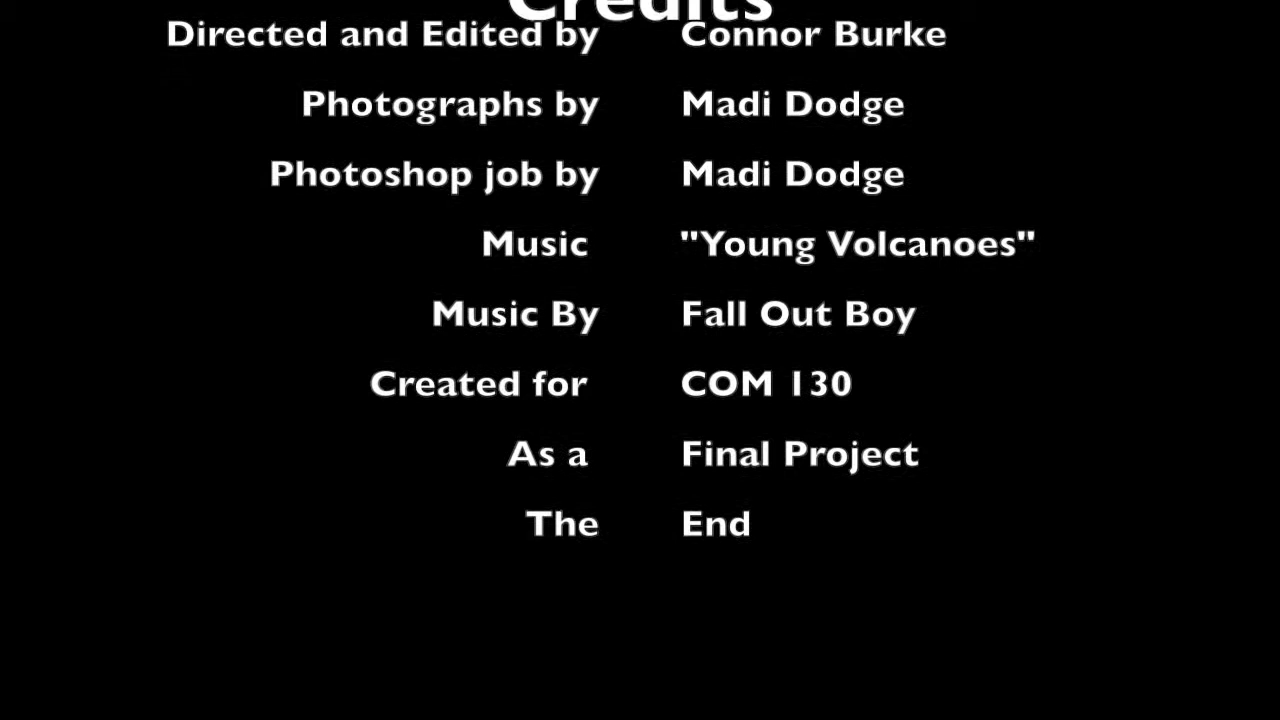 Credits
Directed and Edited by Connor Burke
Photographs by Madi Dodge
Photoshop job by Madi Dodge
Music "Young Volcanoes"
Music By Fall Out Boy
Created for COM 130
As a Final Project
The End